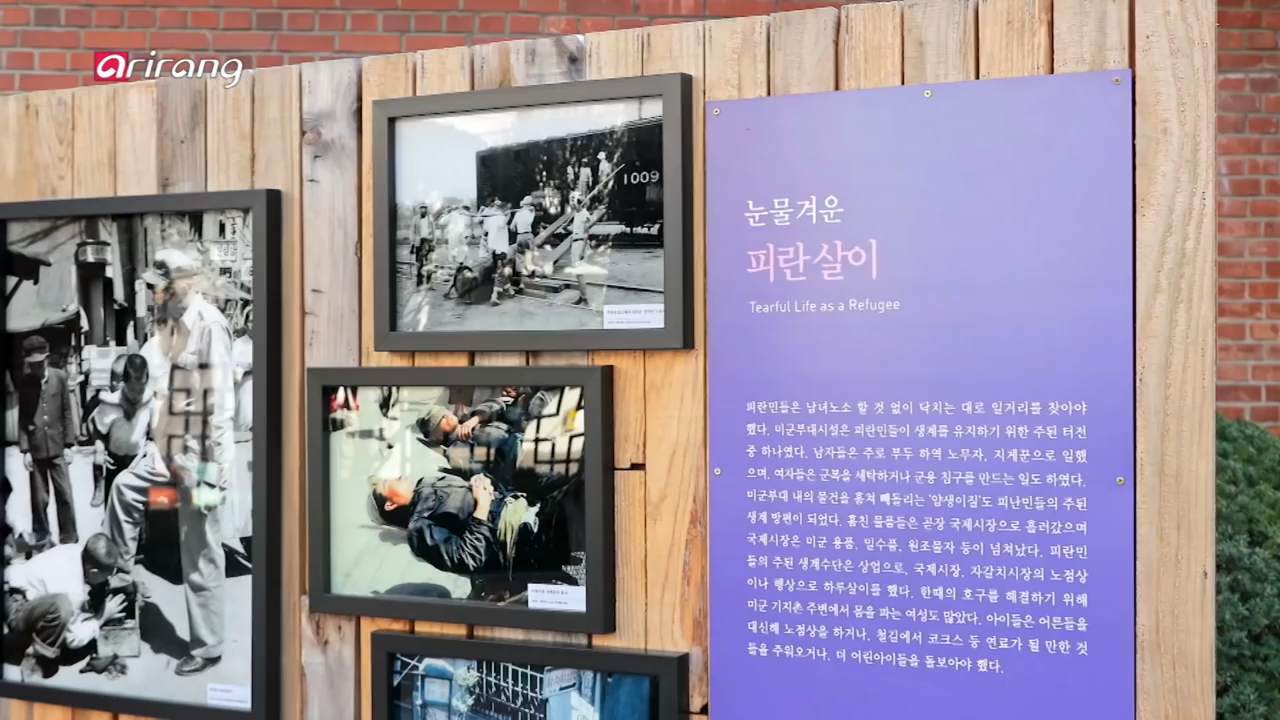 arirang
1009
눈물겨운
피란살이
Tearful Life as a Refugee
피란민들은 남녀노소 할 것 없이 닥치는 대로 일거리를 찾아야
했다. 미군부대시설은 피란민들이 생계를 유지하기 위한 주된 터전
중 하나였다. 남자들은 주로 부두 하역 노무자, 지게꾼으로 일했
으며, 여자들은 군복을 세탁하거나 군용 침구를 만드는 일도 하였다.
미군부대 내의 물건을 훔쳐 빼돌리는 '얌생이질'도 피난민들의 주된
생계 방편이 되었다. 훔친 물품들은 곧장 국제시장으로 흘러갔으며
국제시장은 미군 용품, 밀수품, 원조물자 등이 넘쳐났다. 피란민
들의 주된 생계수단은 상업으로, 국제시장, 자갈치시장의 노점상
이나 행상으로 하루살이를 했다. 한때의 호구를 해결하기 위해
미군 기지촌 주변에서 몸을 파는 여성도 많았다. 아이들은 어른들을
대신해 노점상을 하거나, 철길에서 코크스 등 연료가 될 만한 것
들을 주워오거나, 더 어린아이들을 돌보아야 했다.